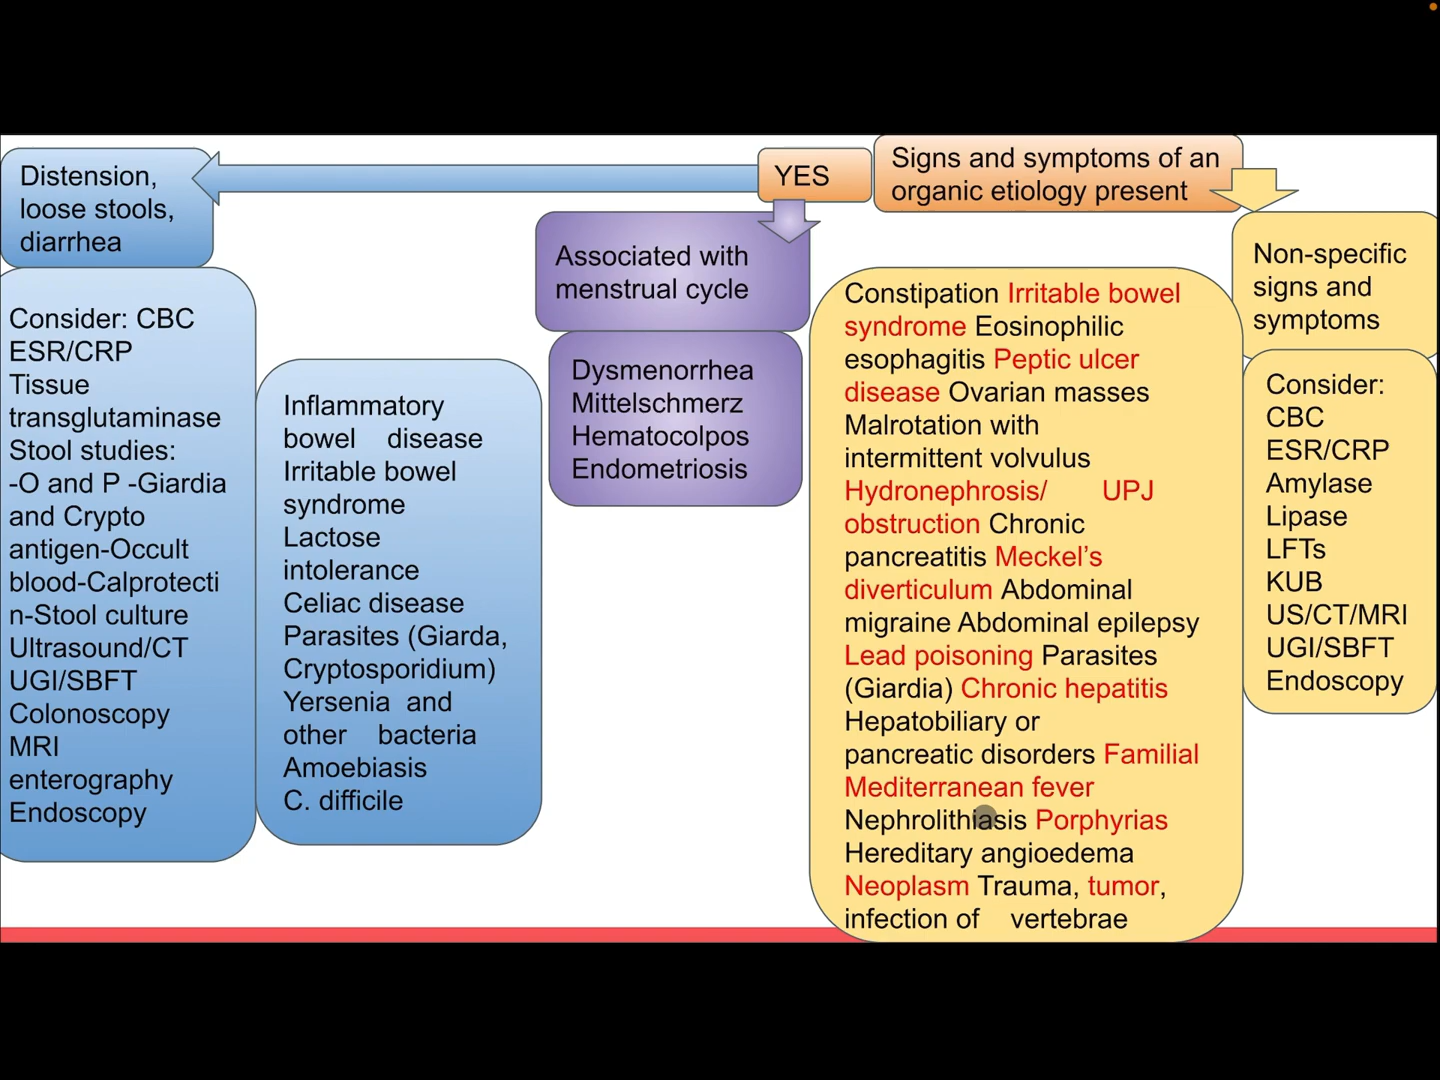 Distension,
loose stools,
diarrhea
YES
Signs and symptoms of an
organic etiology present
Associated with
menstrual cycle
Non-specific
signs and
symptoms
Consider: CBC
ESR/CRP
Tissue
transglutaminase
Stool studies:
-O and P -Giardia
and Crypto
antigen-Occult
blood-Calprotecti
n-Stool culture
Ultrasound/CT
UGI/SBFT
Colonoscopy
MRI
enterography
Endoscopy
Inflammatory
bowel disease
Irritable bowel
syndrome
Lactose
intolerance
Celiac disease
Parasites (Giarda,
Cryptosporidium)
Yersenia and
other bacteria
Amoebiasis
C. difficile
Dysmenorrhea
Mittelschmerz
Hematocolpos
Endometriosis
Constipation Irritable bowel
syndrome Eosinophilic
esophagitis Peptic ulcer
disease Ovarian masses
Malrotation with
intermittent volvulus
Hydronephrosis/ UPJ
obstruction Chronic
pancreatitis Meckel’s
diverticulum Abdominal
migraine Abdominal epilepsy
Lead poisoning Parasites
(Giardia) Chronic hepatitis
Hepatobiliary or
pancreatic disorders Familial
Mediterranean fever
Nephrolithiasis Porphyrias
Hereditary angioedema
Neoplasm Trauma, tumor,
infection of vertebrae
Consider:
CBC
ESR/CRP
Amylase
Lipase
LFTs
KUB
US/CT/MRI
UGI/SBFT
Endoscopy